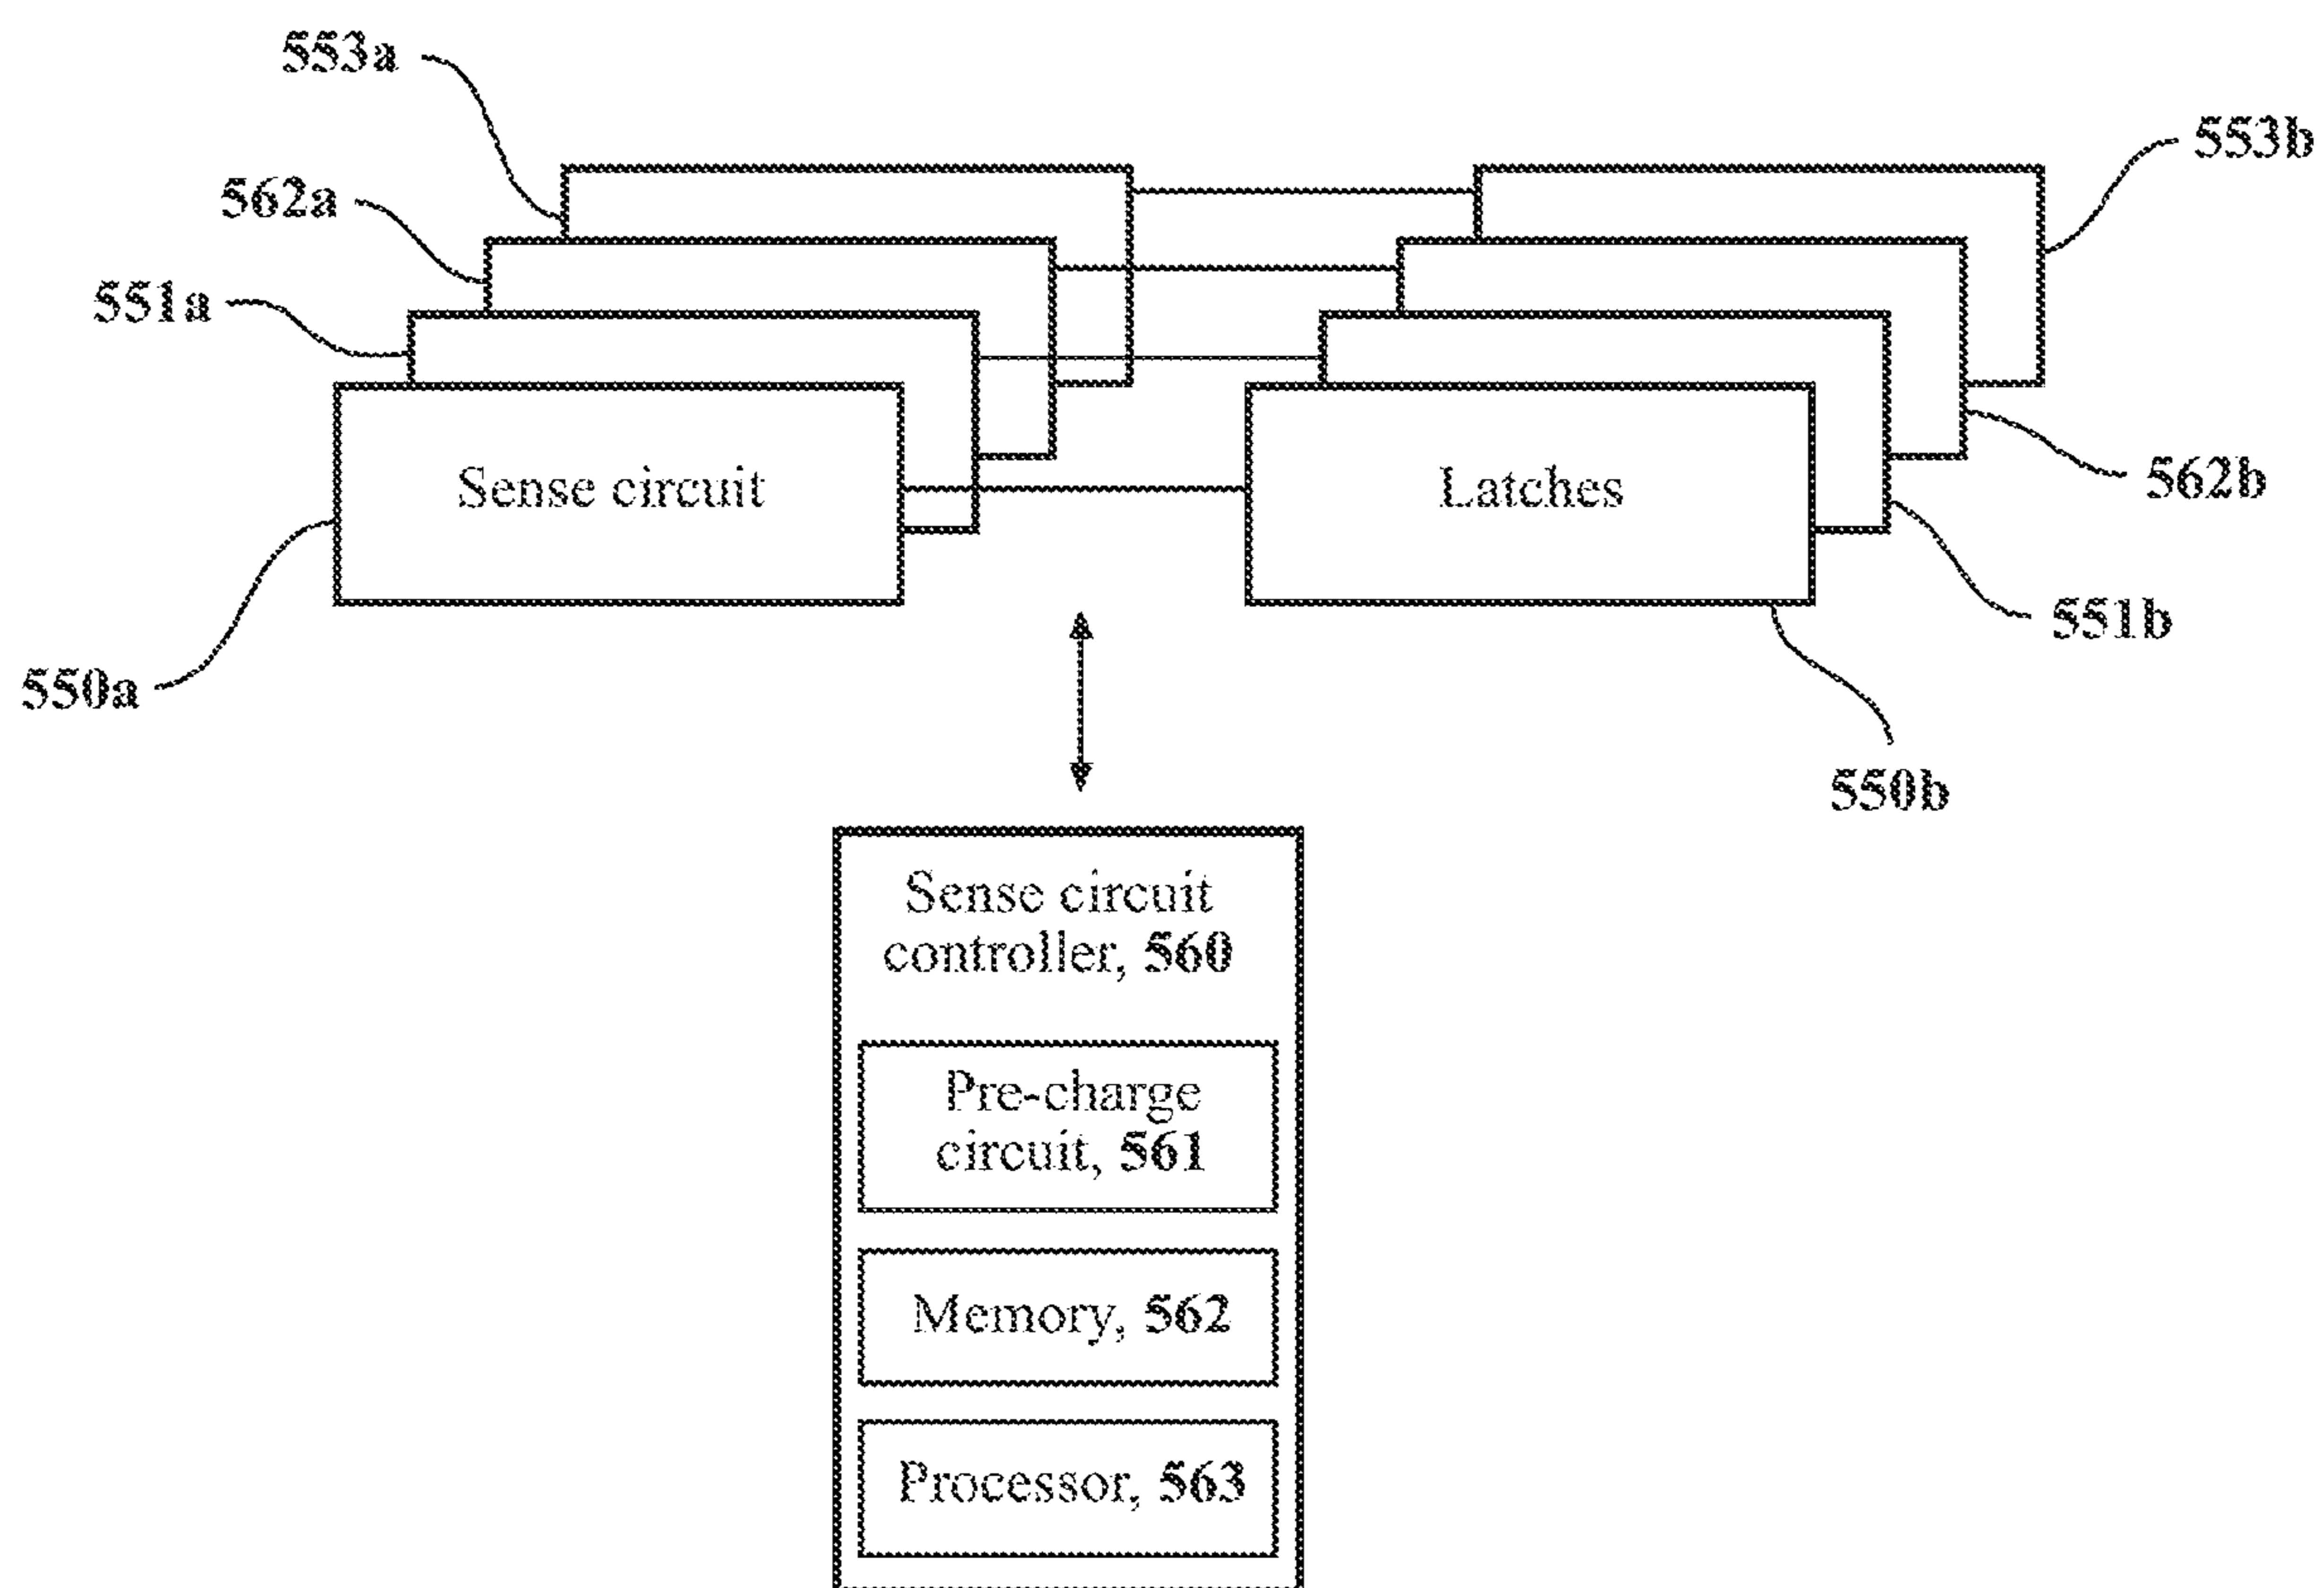 553a
553b
562a
551a
Sense circuit
Latches
562b
551b
550a
550b
Sense circuit
controller, 560
Pre-charge
circuit, 561
Memory, 562
Processor, 563